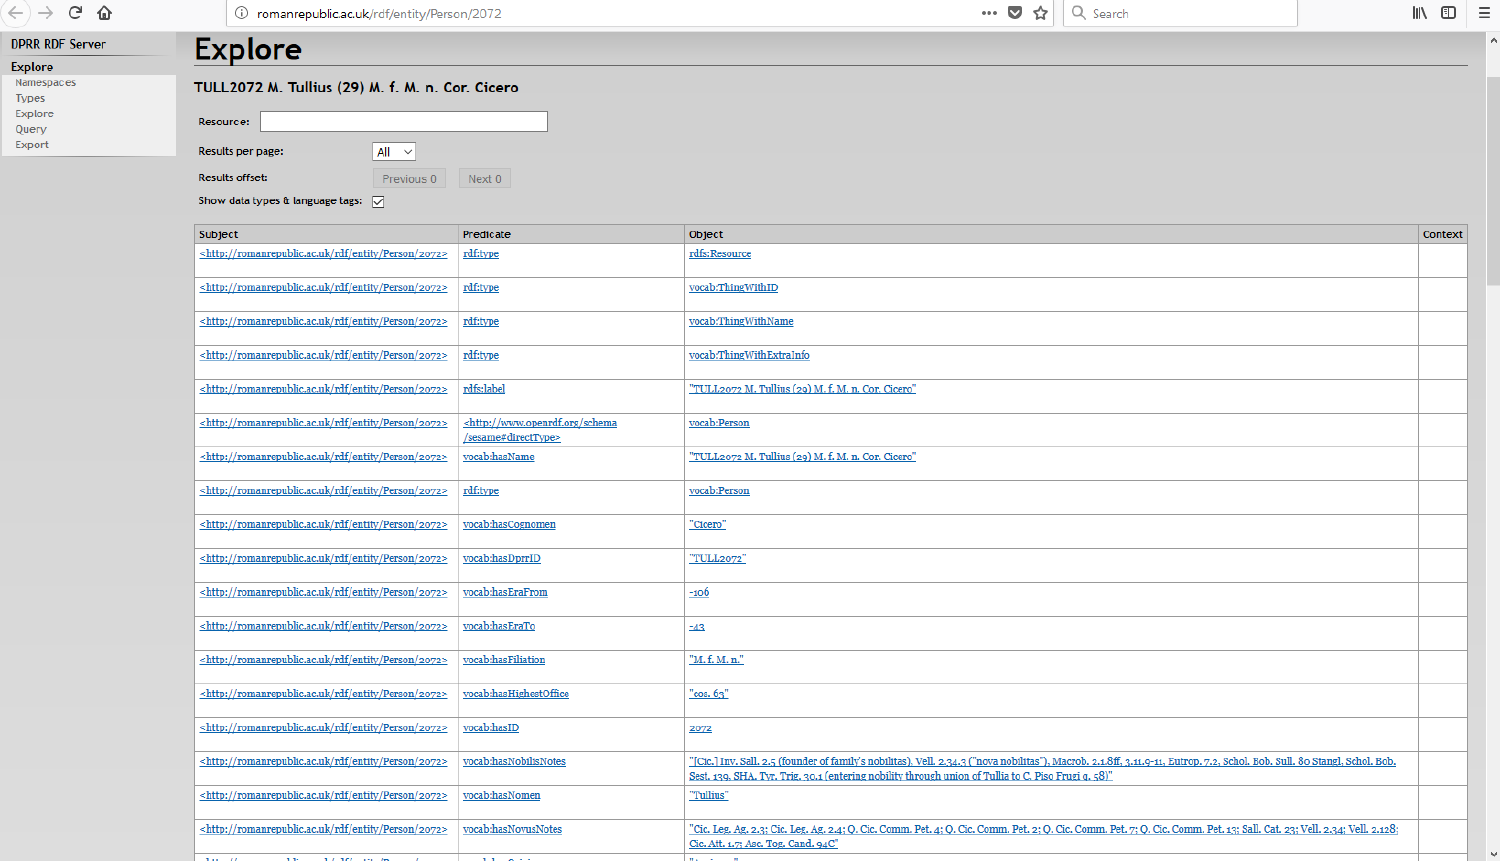 romanrepublic.ac.uk/rdf/entity/Person/2072
Search
DPRR RDF Server
Explore
Namespaces
Types
Explore
Query
Export
Explore
TULL2072 M. Tullius (29) M. f. M. n. Cor. Cicero
Resource:
Results per page: All
Results offset: Previous 0 Next 0
Show data types & language tags:
Subject Predicate Object Context
<http://romanrepublic.ac.uk/rdf/entity/Person/2072> rdf:type rdfs:Resource
<http://romanrepublic.ac.uk/rdf/entity/Person/2072> rdf:type vocab:ThingWithID
<http://romanrepublic.ac.uk/rdf/entity/Person/2072> rdf:type vocab:ThingWithName
<http://romanrepublic.ac.uk/rdf/entity/Person/2072> rdf:type vocab:ThingWithExtraInfo
<http://romanrepublic.ac.uk/rdf/entity/Person/2072> rdfs:label "TULL2072 M. Tullius (29) M. f. M. n. Cor. Cicero"
<http://romanrepublic.ac.uk/rdf/entity/Person/2072> <http://www.openrdf.org/schema vocab:Person
/sesame#directType>
<http://romanrepublic.ac.uk/rdf/entity/Person/2072> vocab:hasName "TULL2072 M. Tullius (29) M. f. M. n. Cor. Cicero"
<http://romanrepublic.ac.uk/rdf/entity/Person/2072> rdf:type vocab:Person
<http://romanrepublic.ac.uk/rdf/entity/Person/2072> vocab:hasCognomen "Cicero"
<http://romanrepublic.ac.uk/rdf/entity/Person/2072> vocab:hasDprrID "TULL2072"
<http://romanrepublic.ac.uk/rdf/entity/Person/2072> vocab:hasEraFrom -106
<http://romanrepublic.ac.uk/rdf/entity/Person/2072> vocab:hasEraTo -43
<http://romanrepublic.ac.uk/rdf/entity/Person/2072> vocab:hasFiliation "M. f. M. n."
<http://romanrepublic.ac.uk/rdf/entity/Person/2072> vocab:hasHighestOffice "cos. 63"
<http://romanrepublic.ac.uk/rdf/entity/Person/2072> vocab:hasID 2072
<http://romanrepublic.ac.uk/rdf/entity/Person/2072> vocab:hasNobilisNotes "[Cic.] Inv. Sall. 2.5 (founder of family's nobilitas), Vell. 2.34.3 ("nova nobilitas"), Macrob. 2.1.8ff, 3.11.9-11, Eutrop. 7.2, Schol. Bob. Sull. 80 Stangl, Schol. Bob.
Sest. 139, SHA. Tyr. Trig. 30.1 (entering nobility through union of Tullia to C. Piso Frugi q. 58)"
<http://romanrepublic.ac.uk/rdf/entity/Person/2072> vocab:hasNomen "Tullius"
<http://romanrepublic.ac.uk/rdf/entity/Person/2072> vocab:hasNovusNotes "Cic. Leg. Ag. 2.3; Cic. Leg. Ag. 2.4; Q. Cic. Comm. Pet. 4; Q. Cic. Comm. Pet. 2; Q. Cic. Comm. Pet. 7; Q. Cic. Comm. Pet. 13; Sall. Cat. 23; Vell. 2.34; Vell. 2.128;
Cic. Att. 1.7; Asc. Tog. Cand. 94C"